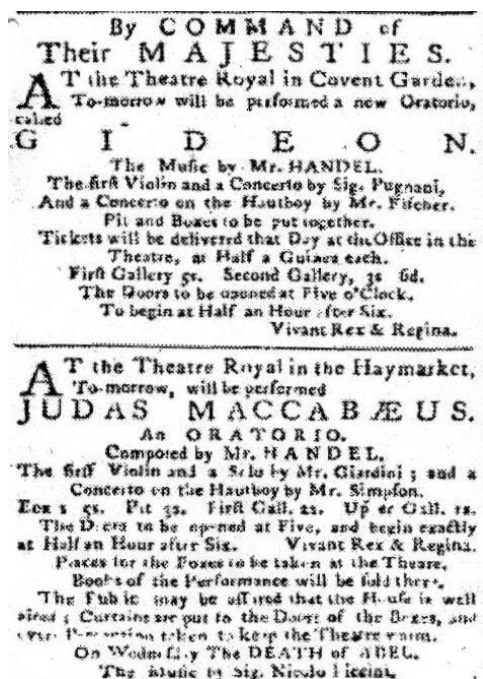 By COMMAND of
Their MAJESTIES.
AT the Theatre Royal in Covent Garden,
To-morrow will be performed a new Oratorio,
called
GIDEON.
The Muſic by Mr. HANDEL.
The firſt Violin and a Concerto by Sig. Pugnani,
And a Concerto on the Hautboy by Mr. Fiſcher.
Pit and Boxes to be put together.
Tickets will be delivered that Day at the Office in the
Theatre, at Half a Guinea each.
Firſt Gallery 5s. Second Gallery, 3s 6d.
The Doors to be opened at Five o'Clock.
To begin at Half an Hour after Six.
Vivant Rex & Regina.
AT the Theatre Royal in the Haymarket,
To-morrow, will be performed
JUDAS MACCABÆUS.
An ORATORIO.
Compoſed by Mr. HANDEL.
The firſt Violin and a Solo by Mr. Giardini; and a
Concerto on the Hautboy by Mr. Simpſon.
Boxes 5s. Pit 3s. Firſt Gall. 2s. Upper Gall. 1s.
The Doors to be opened at Five, and begin exactly
at Half an Hour after Six. Vivant Rex & Regina.
Places for the Boxes to be taken at the Theatre.
Books of the Performance will be ſold there.
The Public may be aſſured that the Houſe is well
aired; Curtains are put to the Doors of the Boxes, and
every Precaution taken to keep the Theatre warm.
On Wedneſday The DEATH of ABEL.
The Muſic by Sig. Nicolo Piccini.